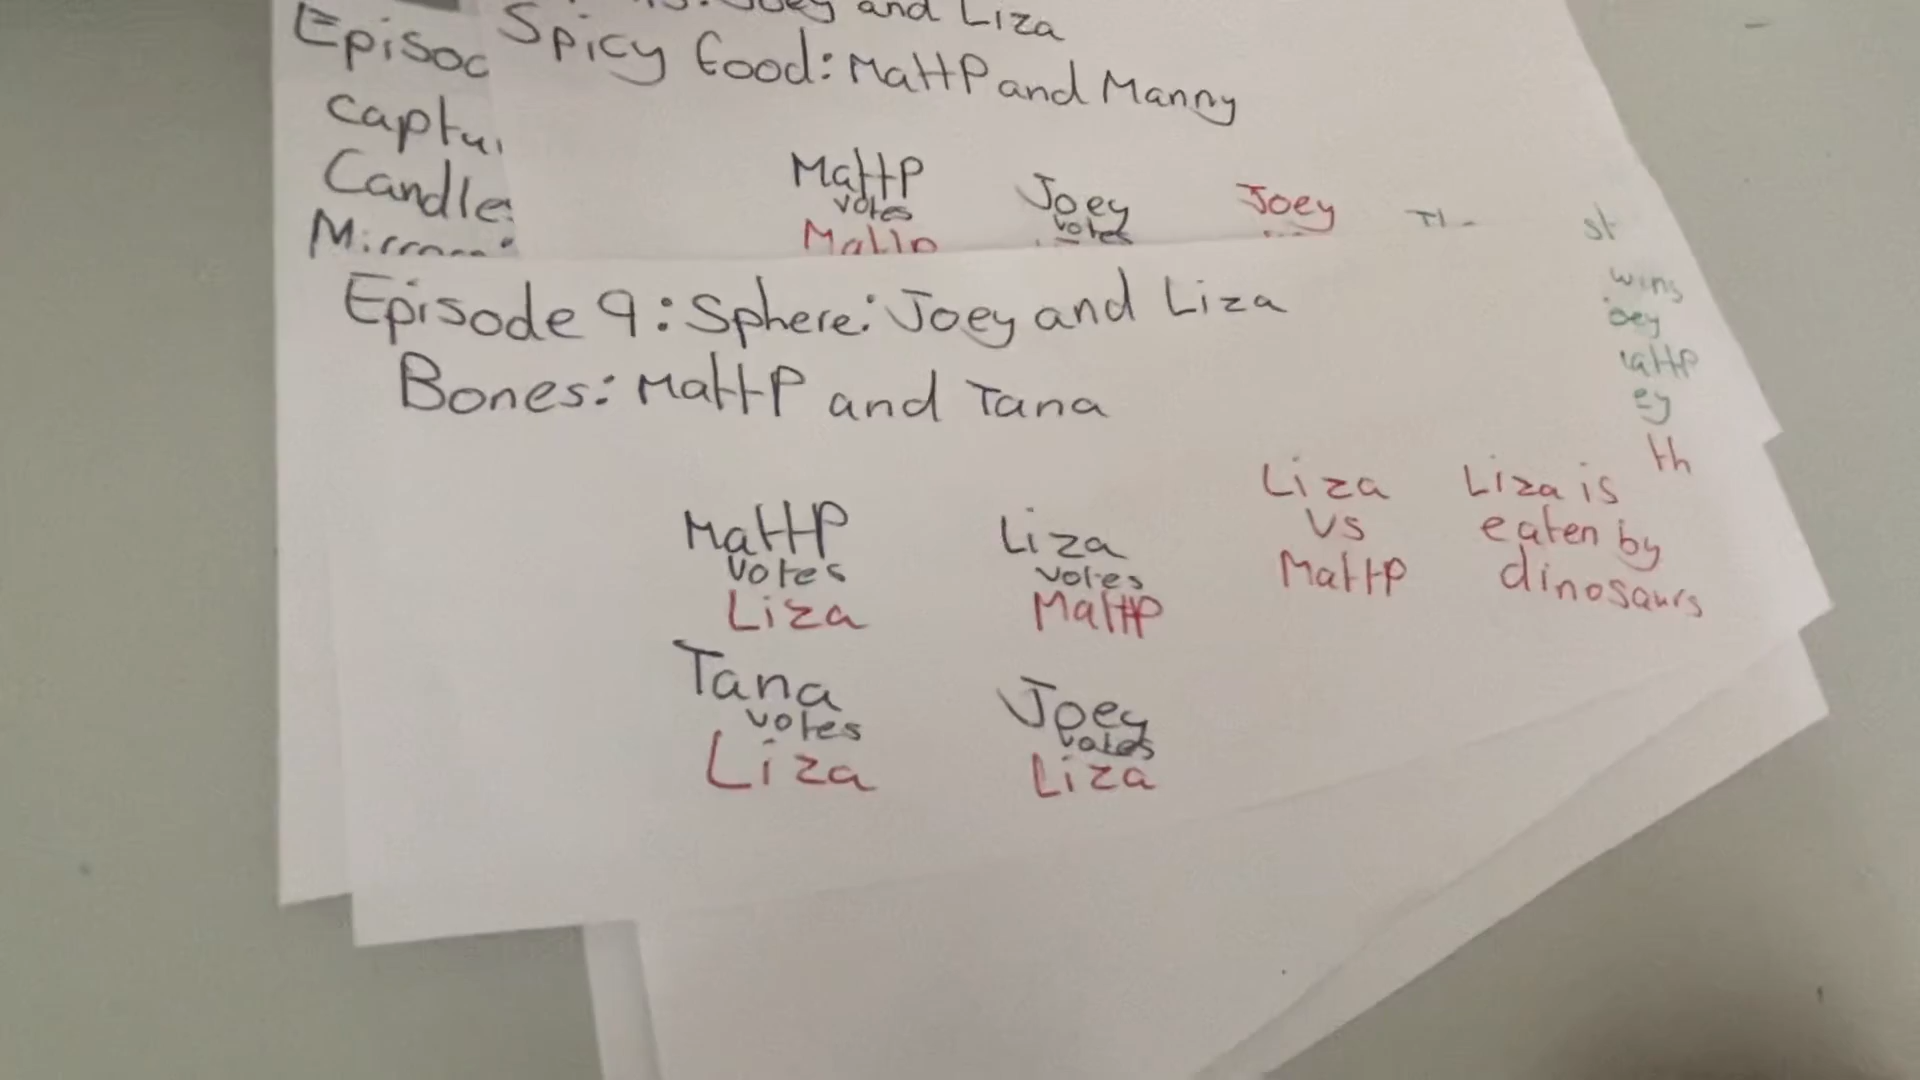 and Liza
Spicy Food: MattP and Manny
MattP
votes
Joey
votes
Joey
Episode 9: Sphere: Joey and Liza
Bones: MattP and Tana
MattP
votes
Liza
Liza
votes
MattP
Liza
vs
MattP
Liza is
eaten by
dinosaurs
Tana
votes
Liza
Joey
votes
Liza
Episod
Captu
Candle
wins